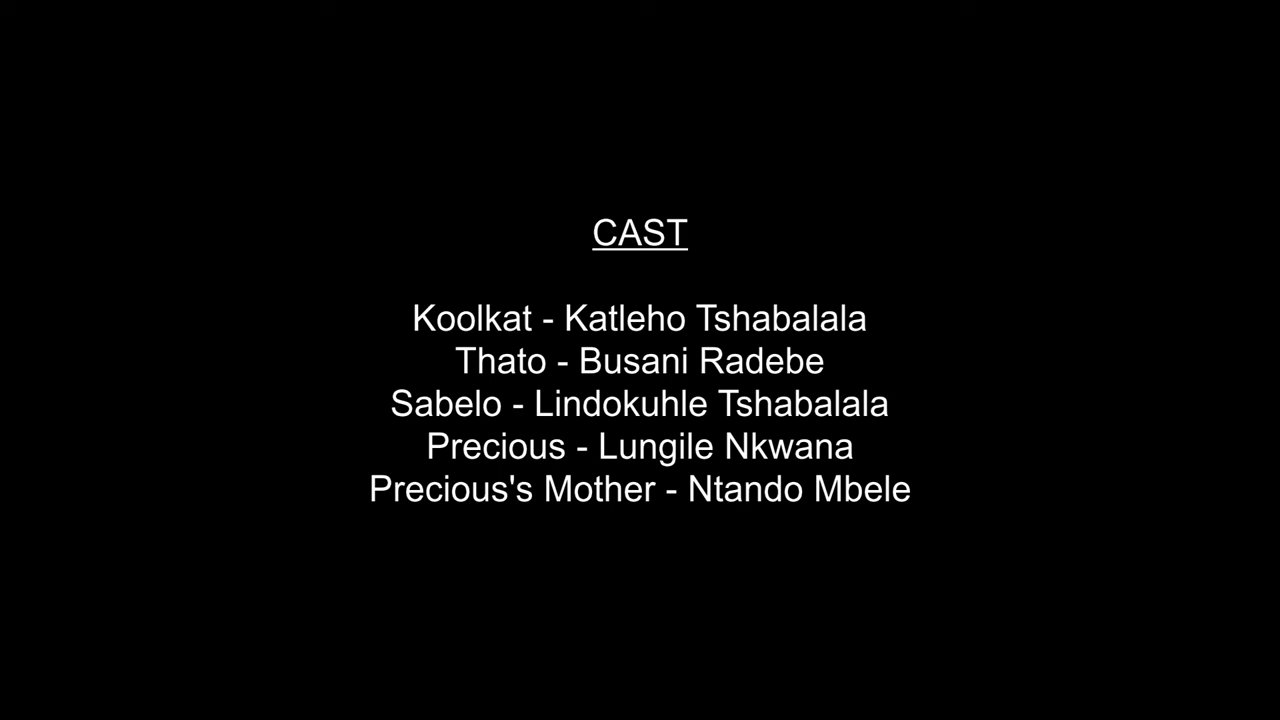 CAST
Koolkat - Katleho Tshabalala
Thato - Busani Radebe
Sabelo - Lindokuhle Tshabalala
Precious - Lungile Nkwana
Precious's Mother - Ntando Mbele